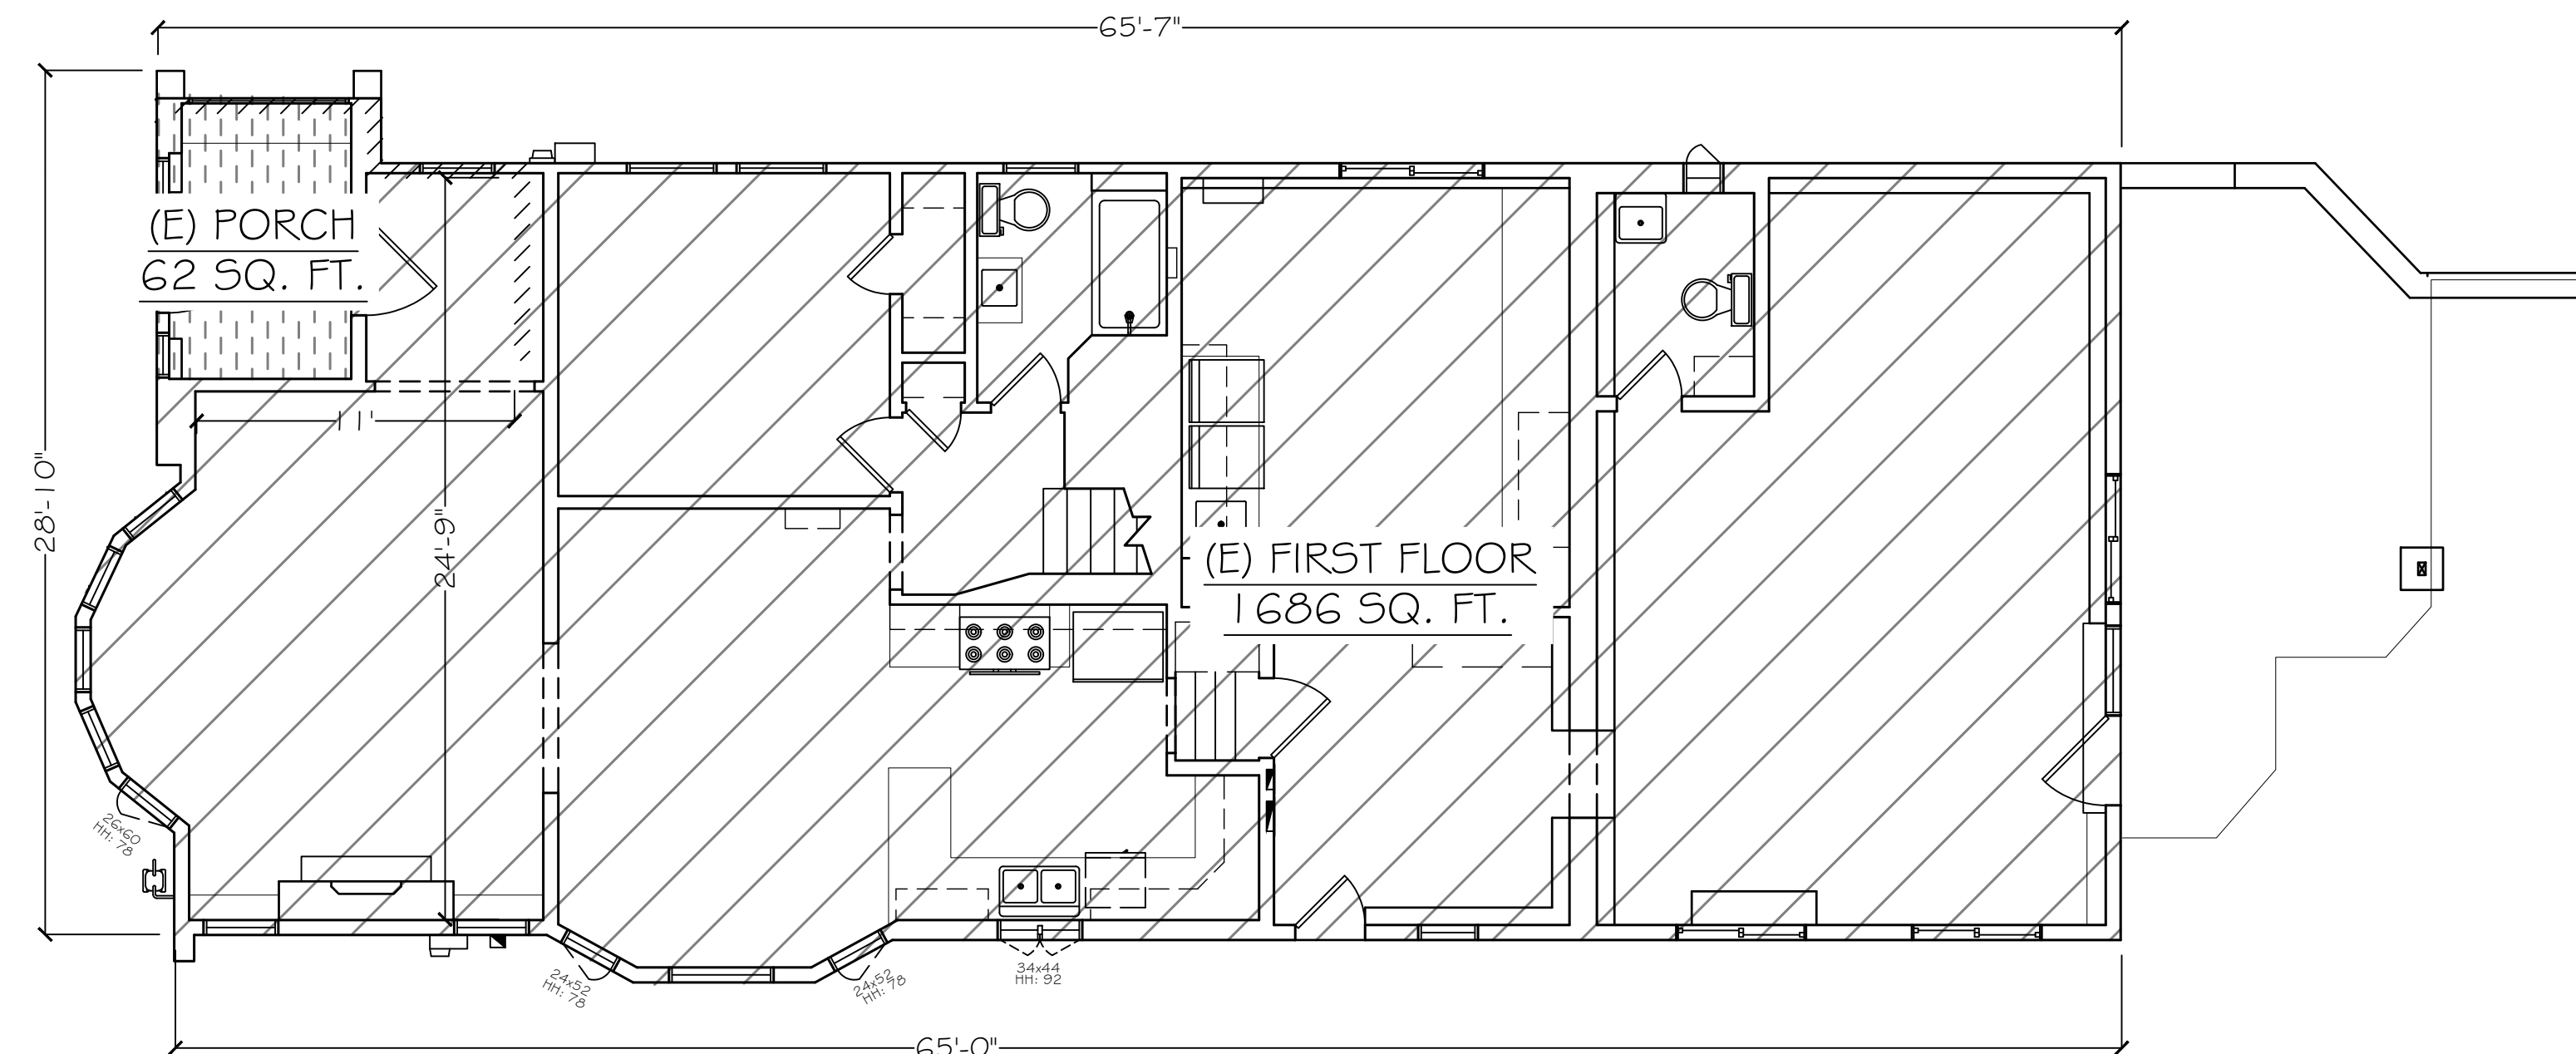 65'-7"
(E) PORCH
62 SQ. FT.
11'
28'-10"
24'-9"
(E) FIRST FLOOR
1686 SQ. FT.
26x60
HH: 78
24x52
HH: 78
24x52
HH: 78
34x44
HH: 92
65'-0"